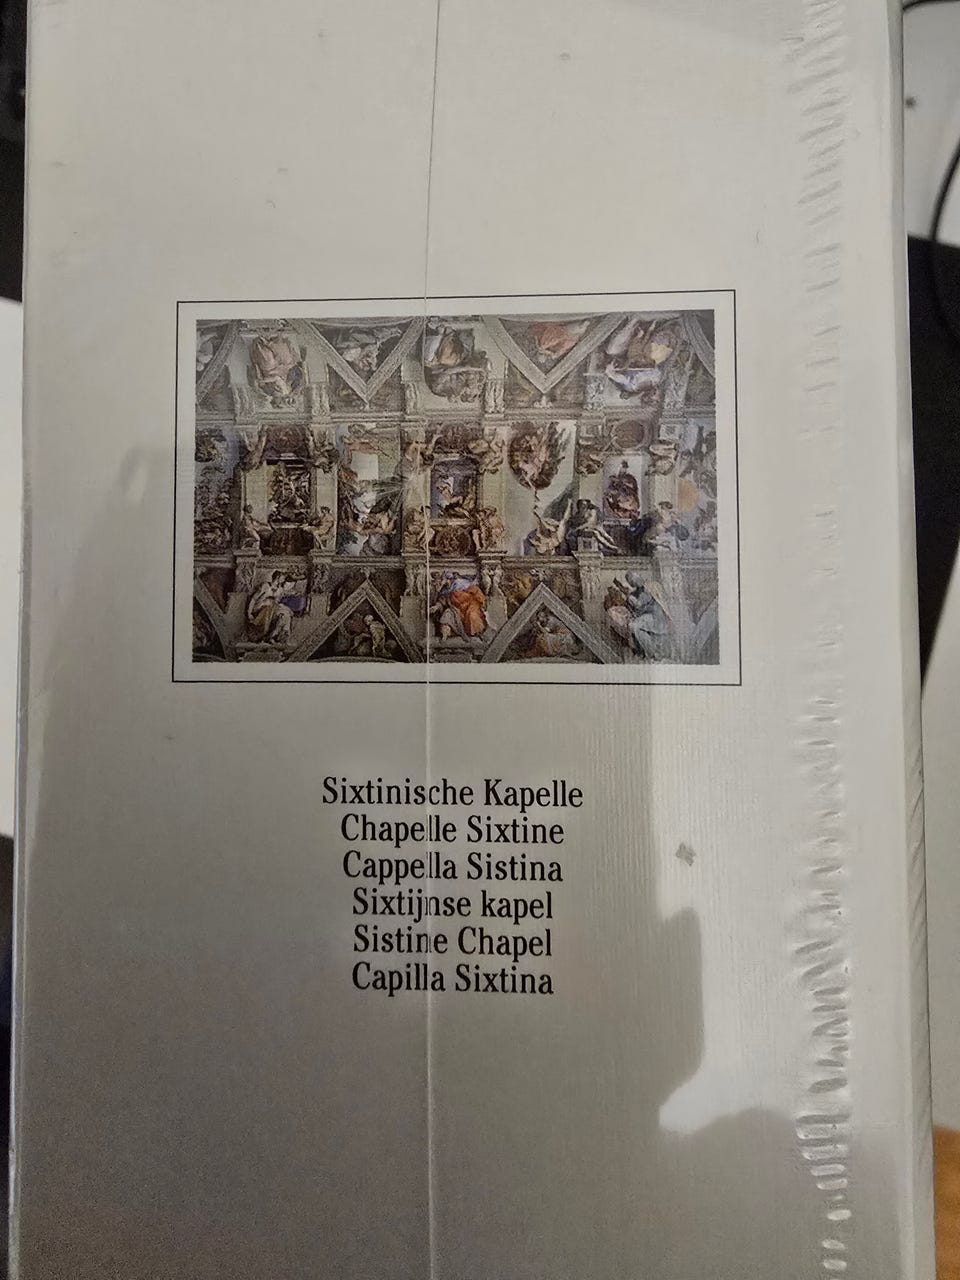 Sixtinische Kapelle
Chapelle Sixtine
Cappella Sistina
Sixtijnse kapel
Sistine Chapel
Capilla Sixtina